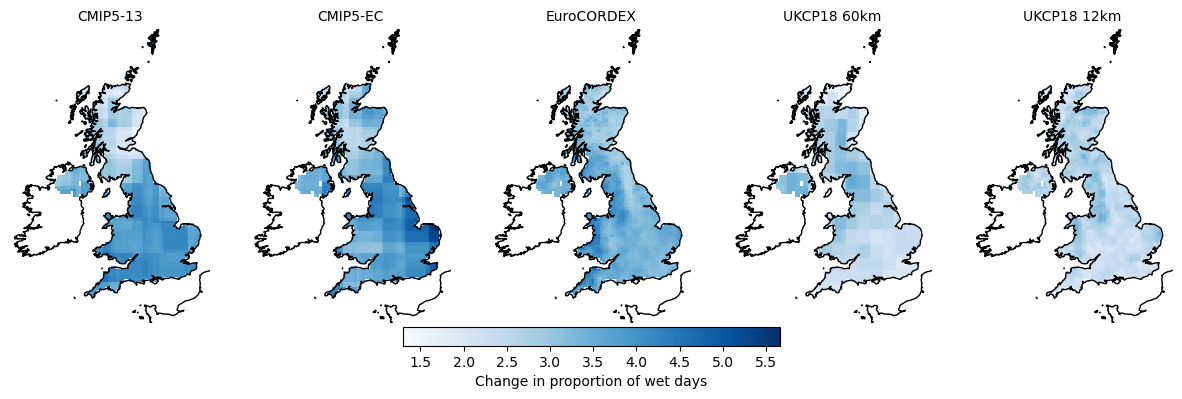 CMIP5-13 CMIP5-EC EuroCORDEX UKCP18 60km UKCP18 12km
1.5 2.0 2.5 3.0 3.5 4.0 4.5 5.0 5.5
Change in proportion of wet days